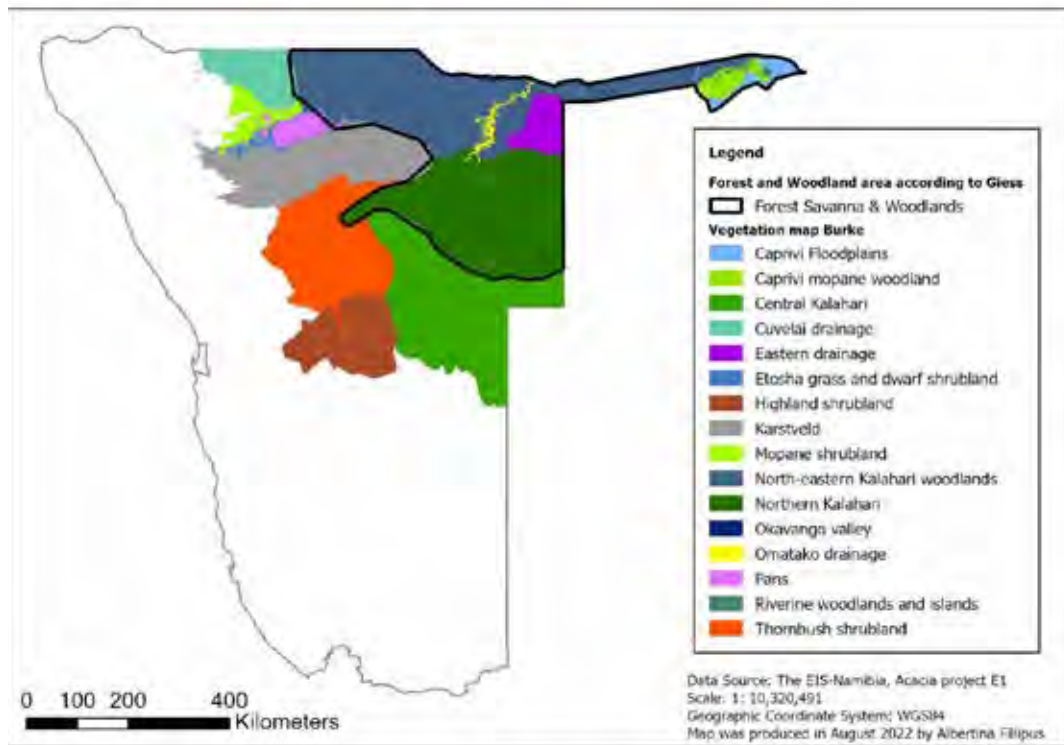 Legend
Forest and Woodland area according to Giess
Forest Savanna & Woodlands
Vegetation map Burke
Caprivi Floodplains
Caprivi mopane woodland
Central Kalahari
Cuvelai drainage
Eastern drainage
Etosha grass and dwarf shrubland
Highland shrubland
Karstveld
Mopane shrubland
North-eastern Kalahari woodlands
Northern Kalahari
Okavango valley
Omatako drainage
Pans
Riverine woodlands and islands
Thornbush shrubland
0 100 200 400
Kilometers
Data Source: The EIS-Namibia, Acacia project E1
Scale: 1: 10,320,491
Geographic Coordinate System: WGS84
Map was produced in August 2022 by Albertina Filipus